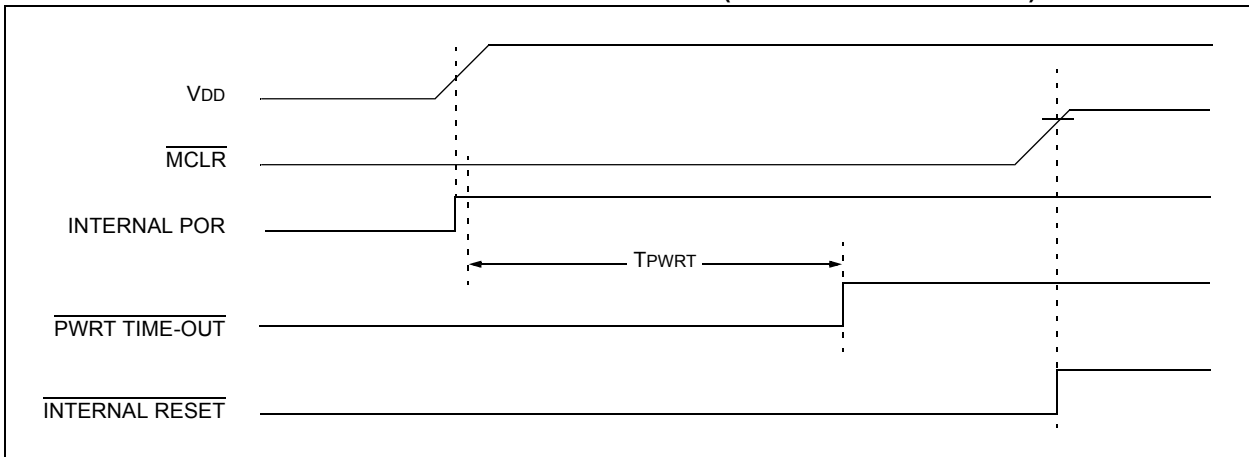 VDD
MCLR
INTERNAL POR
TPWRT
PWRT TIME-OUT
INTERNAL RESET